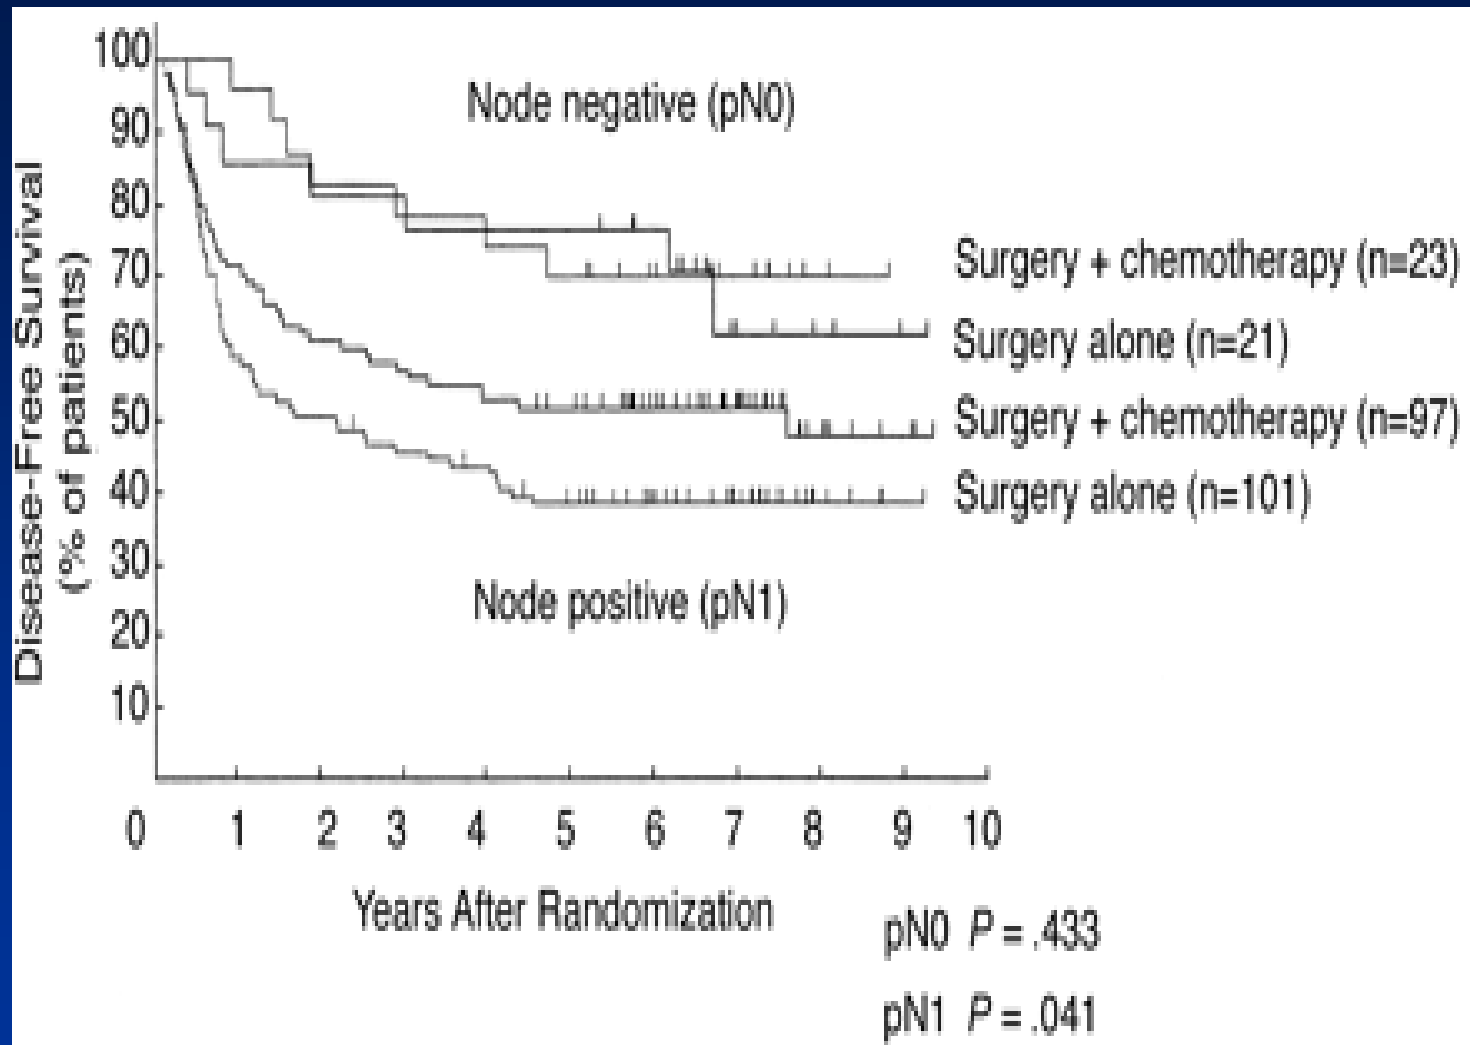 Disease-Free Survival
(% of patients)
100
90
80
70
60
50
40
30
20
10
Node negative (pN0)
Surgery + chemotherapy (n=23)
Surgery alone (n=21)
Surgery + chemotherapy (n=97)
Surgery alone (n=101)
Node positive (pN1)
0 1 2 3 4 5 6 7 8 9 10
Years After Randomization
pN0 P = .433
pN1 P = .041